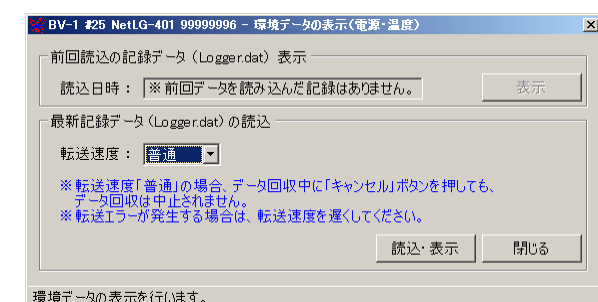 BV-1 #25 NetLG-401 99999996 - 環境データの表示(電源・温度)
前回読込の記録データ (Logger.dat) 表示
読込日時： ※前回データを読み込んだ記録はありません。 表示
最新記録データ (Logger.dat) の読込
転送速度： 普通
※転送速度「普通」の場合、データ回収中に「キャンセル」ボタンを押しても、
データ回収は中止されません。
※転送エラーが発生する場合は、転送速度を遅くしてください。
読込・表示 閉じる
環境データの表示を行います。